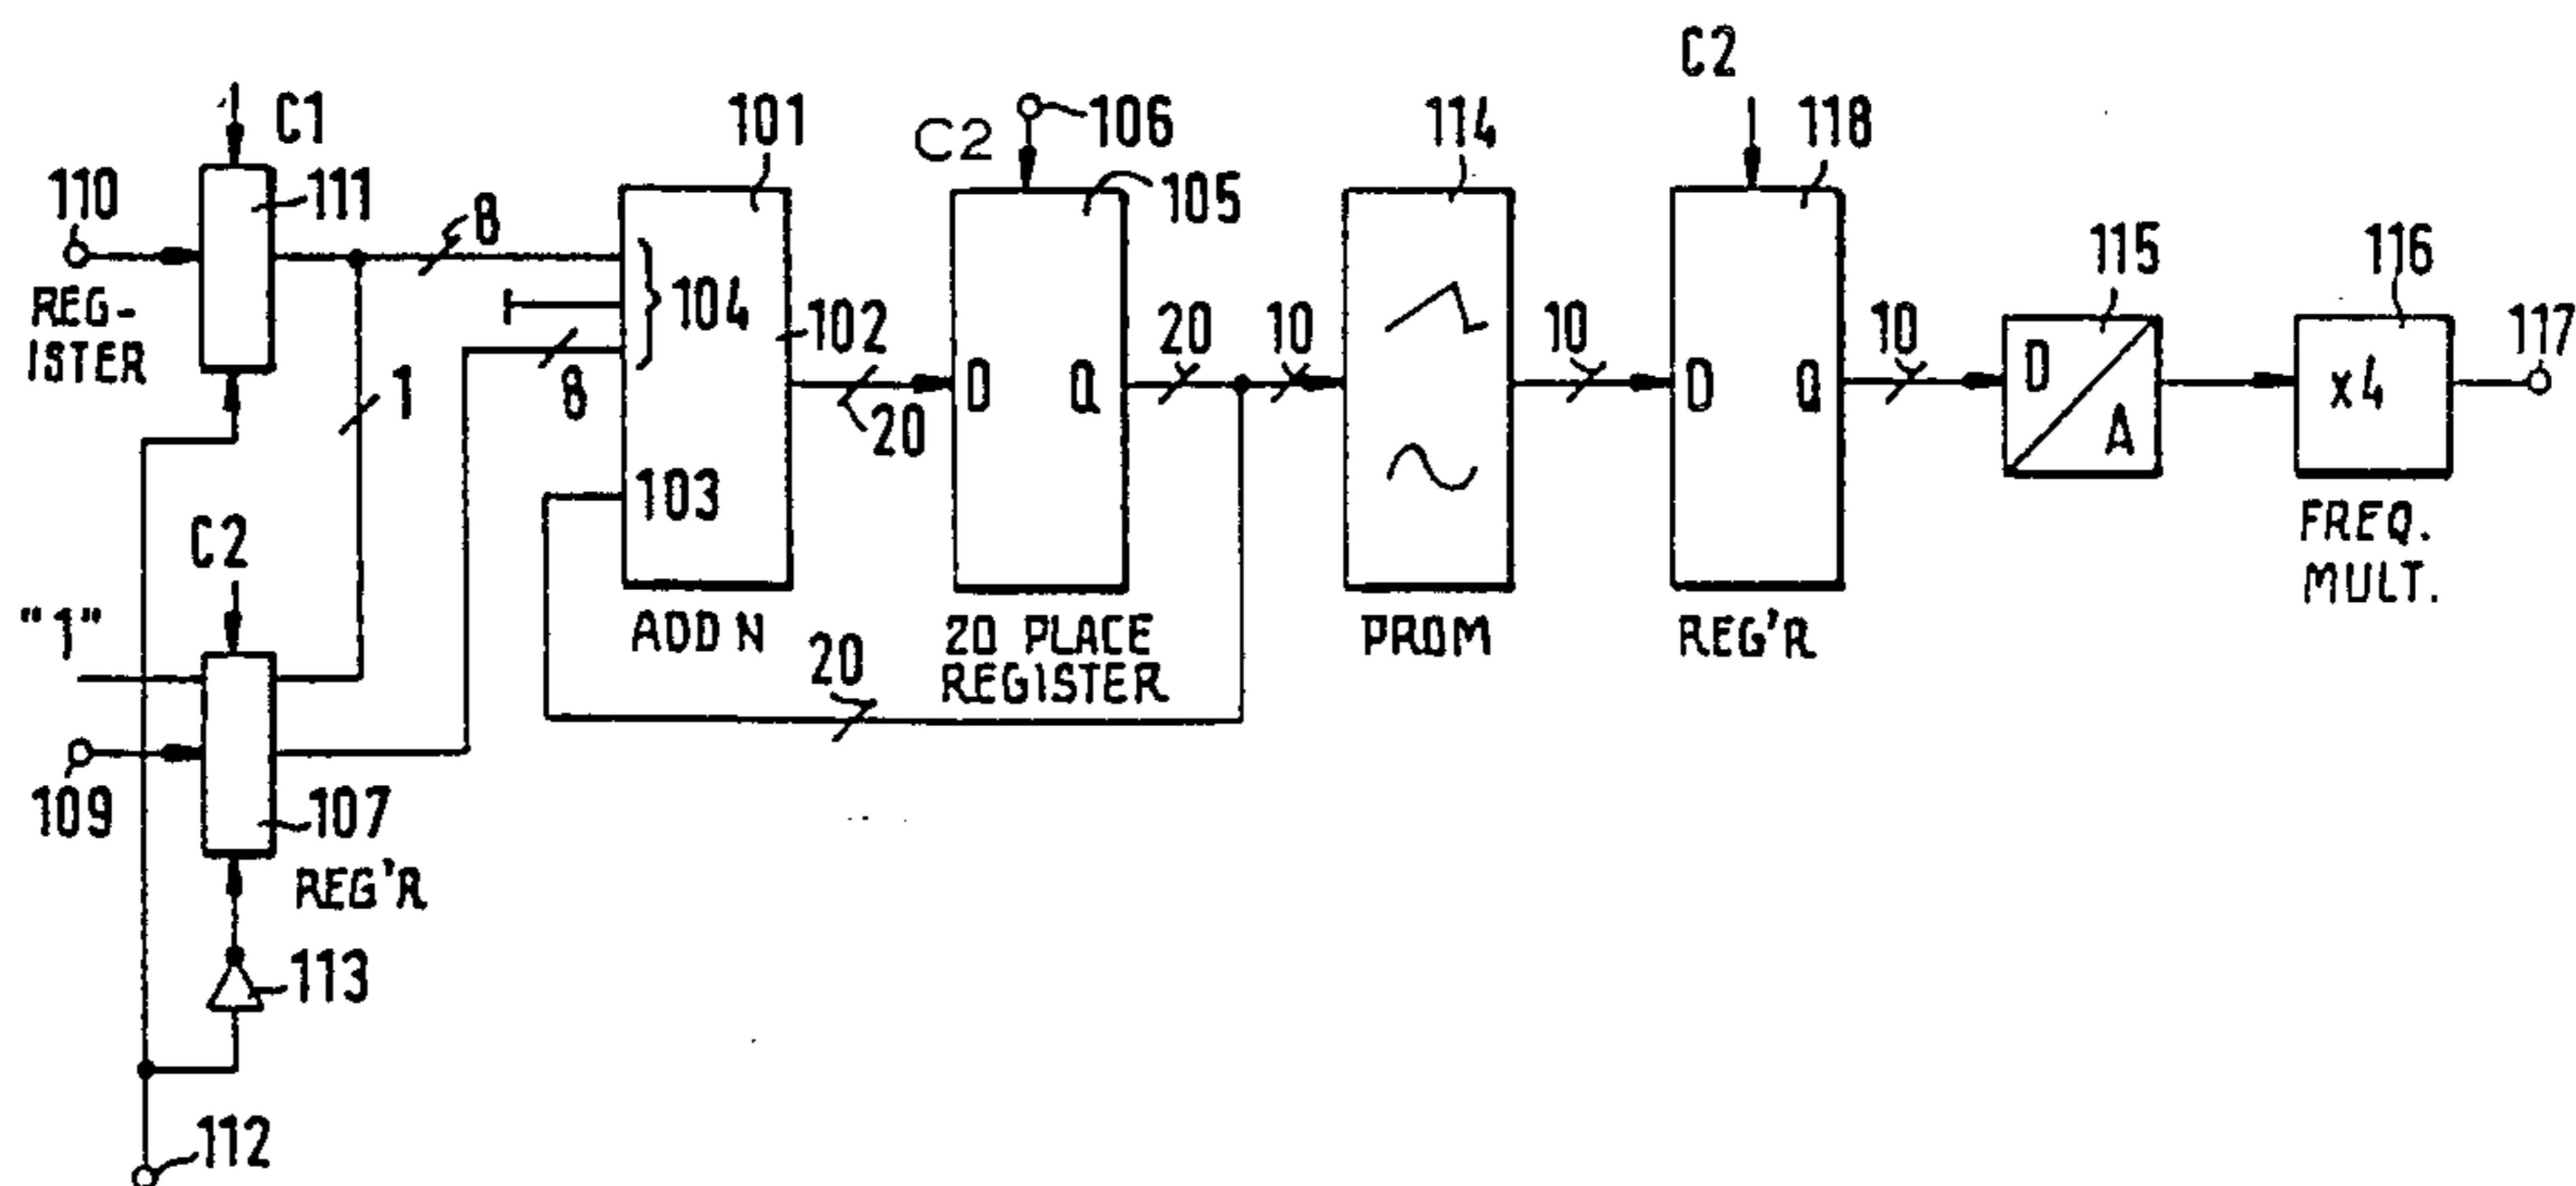 C2
C1
110
111
8
101
C2
106
105
114
118
115
116
117
REG-
ISTER
104
102
20
10
10
10
D
Q
D
Q
D
A
x4
8
1
20
103
C2
"1"
ADD N
20 PLACE
REGISTER
PROM
REG'R
FREQ.
MULT.
20
109
107
REG'R
113
112